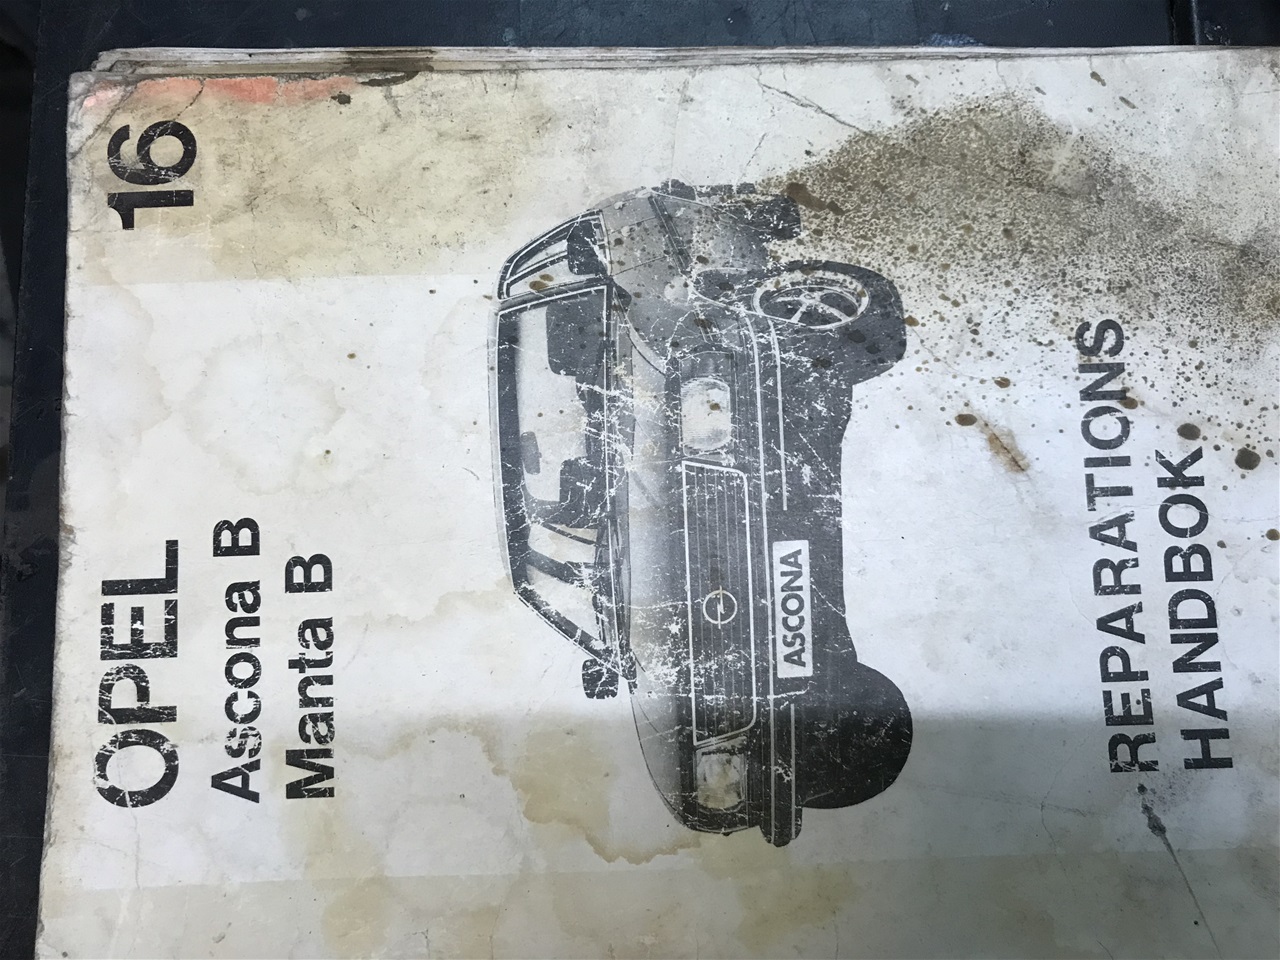 OPEL 16
Ascona B
Manta B
ASCONA
REPARATIONS
HANDBOK